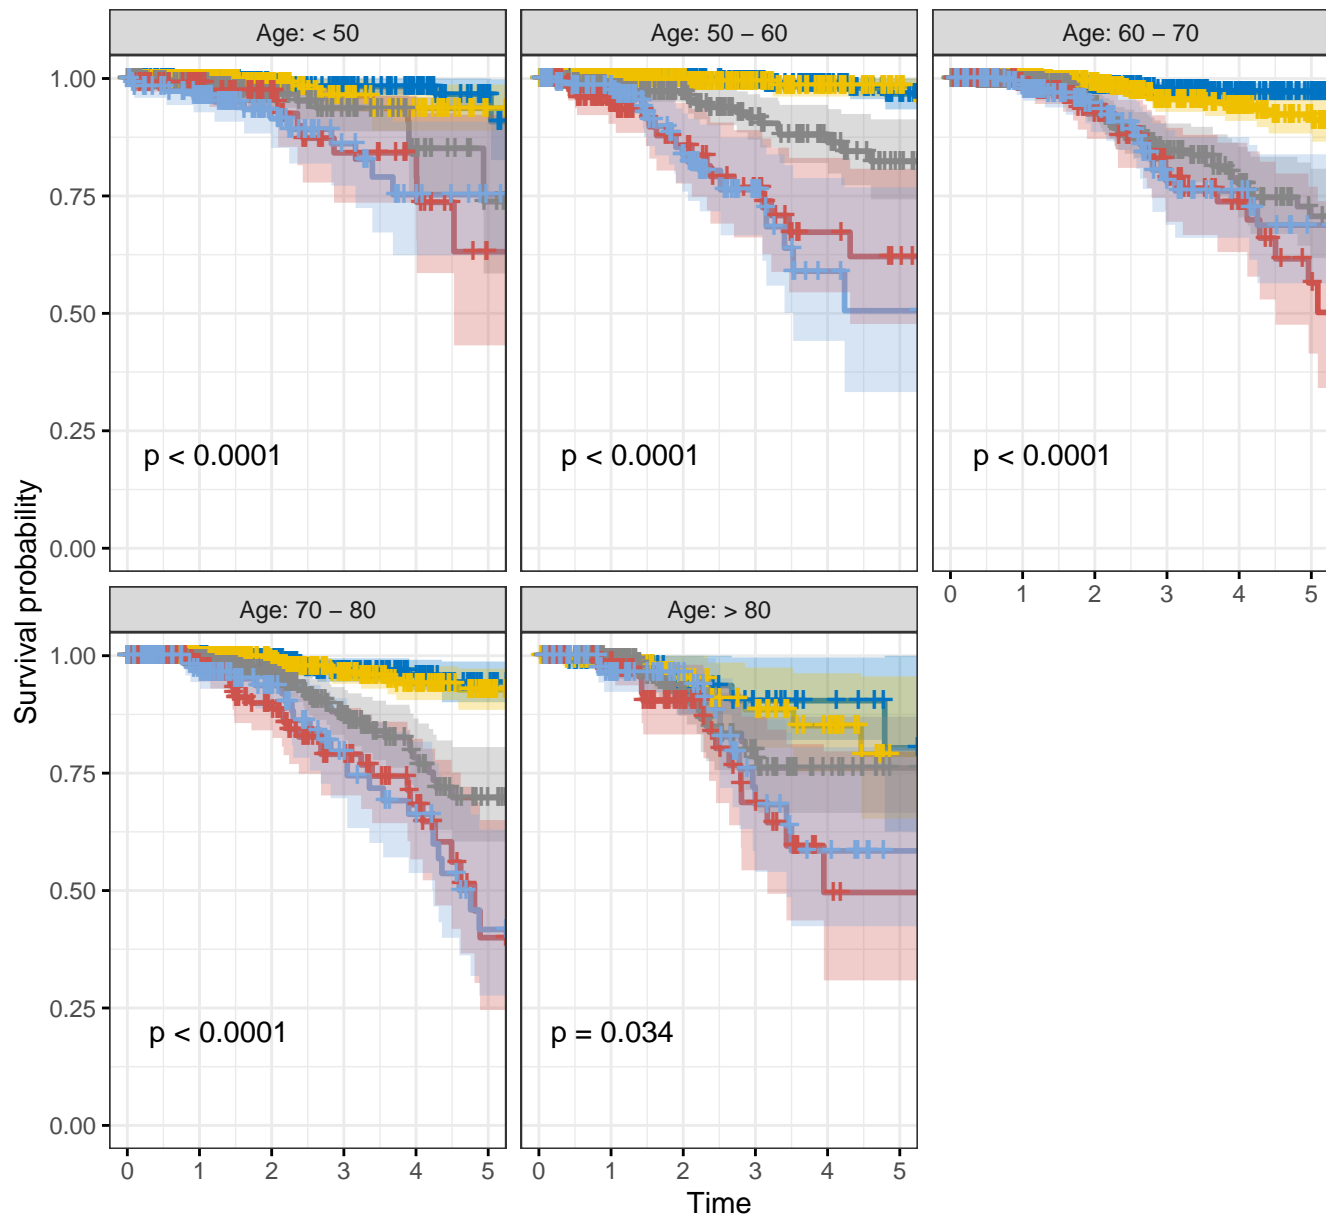 Age: < 50
Age: 50 − 60
Age: 60 − 70
1.00
0.75
0.50
0.25
0.00
p < 0.0001
p < 0.0001
p < 0.0001
0 1 2 3 4 5
Survival probability
Age: 70 − 80
Age: > 80
1.00
0.75
0.50
0.25
0.00
p < 0.0001
p = 0.034
0 1 2 3 4 5
0 1 2 3 4 5
Time